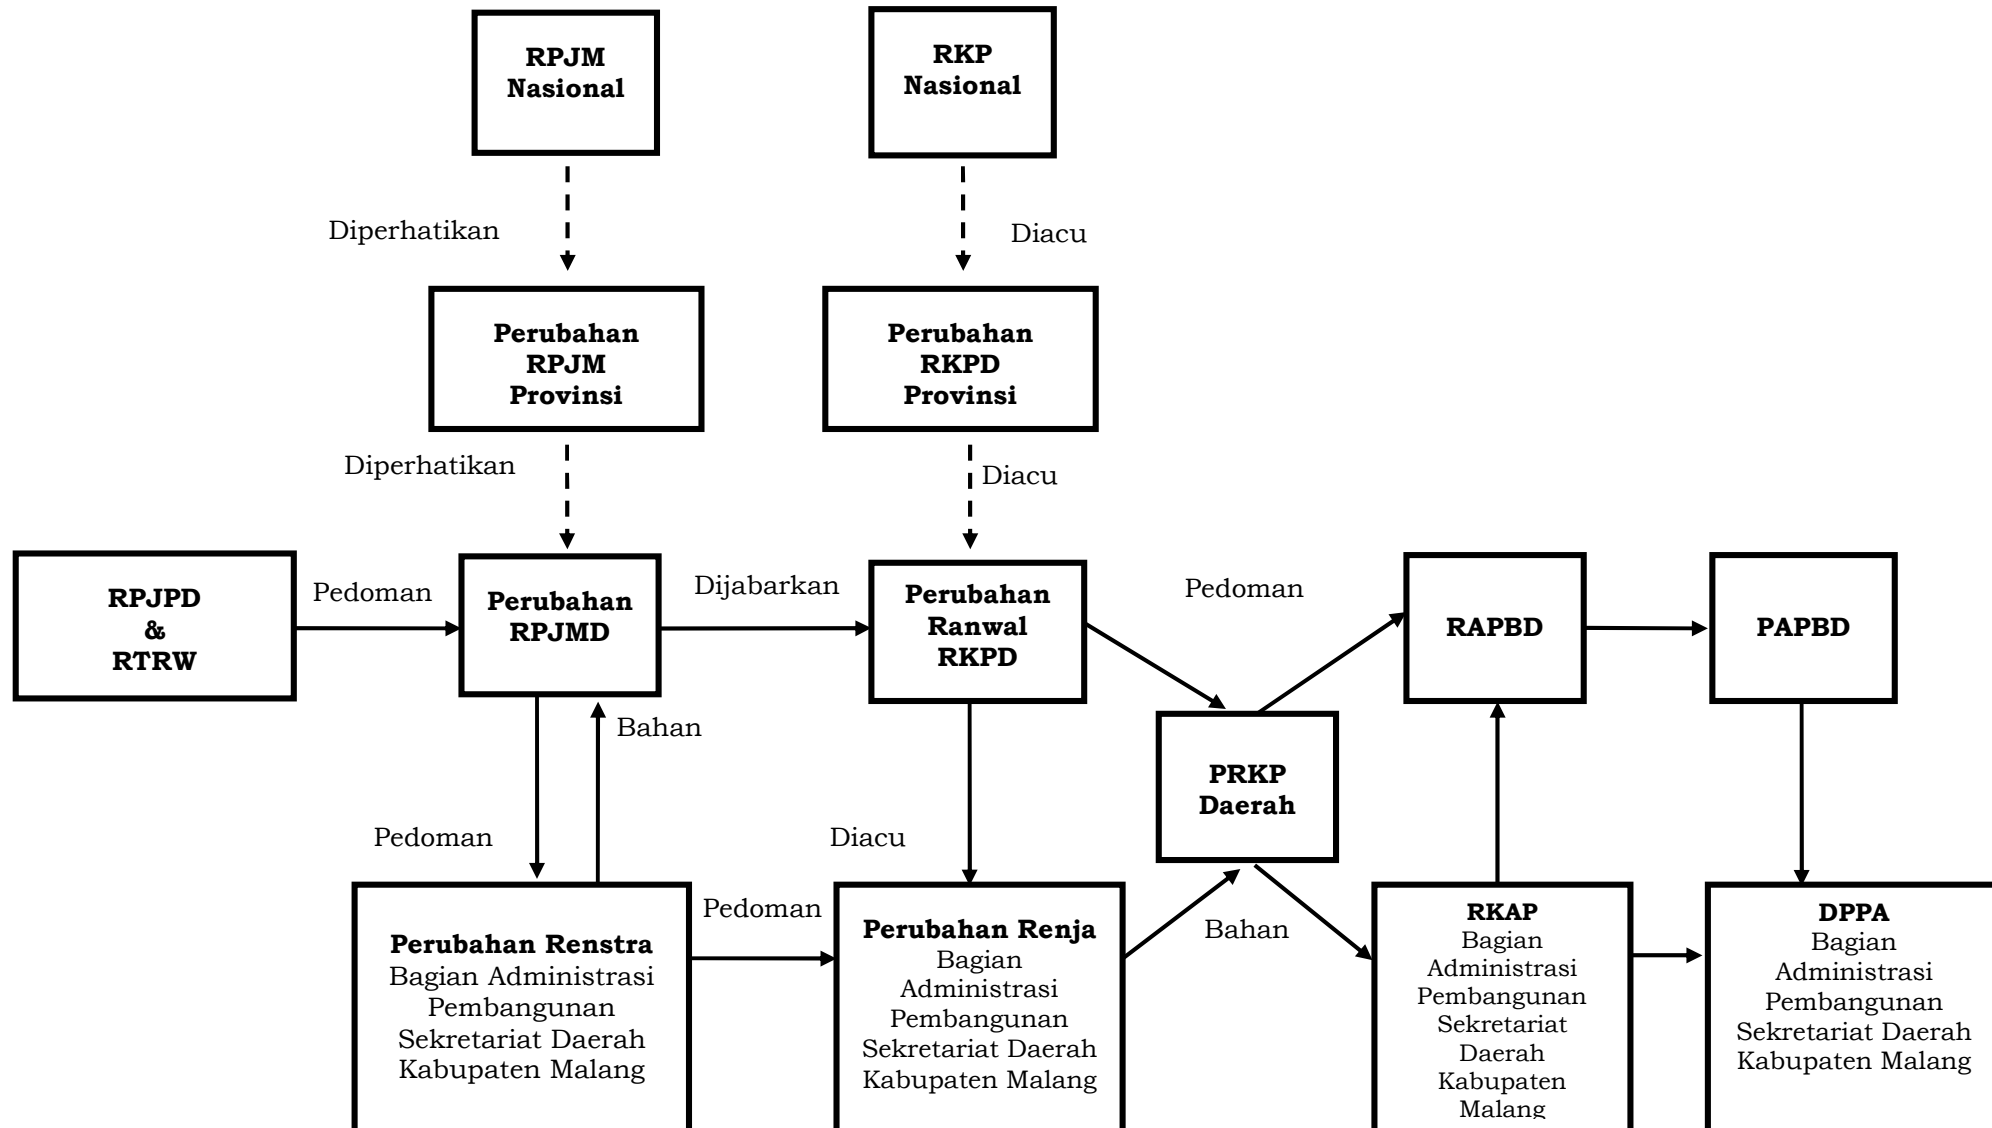 RPJM
Nasional
RKP
Nasional
Diperhatikan
Diacu
Perubahan
RPJM
Provinsi
Perubahan
RKPD
Provinsi
Diperhatikan
Diacu
RPJPD
&
RTRW
Pedoman
Perubahan
RPJMD
Dijabarkan
Perubahan
Ranwal
RKPD
Pedoman
RAPBD
PAPBD
Bahan
PRKP
Daerah
Pedoman
Diacu
Perubahan Renstra
Bagian Administrasi
Pembangunan
Sekretariat Daerah
Kabupaten Malang
Pedoman
Perubahan Renja
Bagian
Administrasi
Pembangunan
Sekretariat Daerah
Kabupaten Malang
Bahan
RKAP
Bagian
Administrasi
Pembangunan
Sekretariat
Daerah
Kabupaten
Malang
DPPA
Bagian
Administrasi
Pembangunan
Sekretariat Daerah
Kabupaten Malang